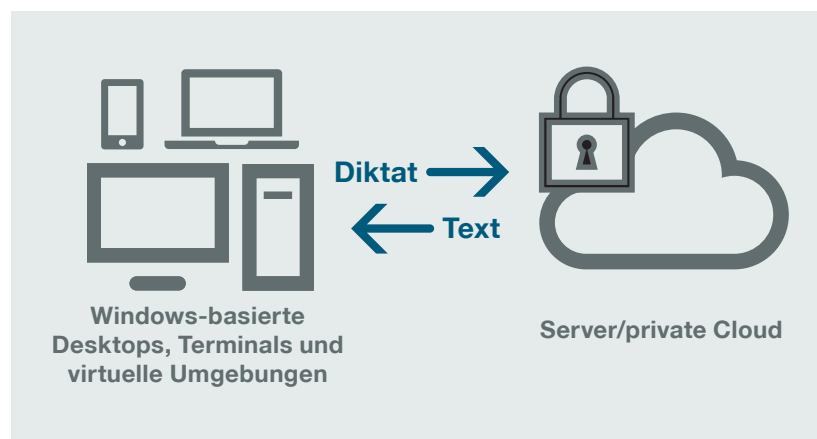 Diktat
Text
Windows-basierte
Desktops, Terminals und
virtuelle Umgebungen
Server/private Cloud